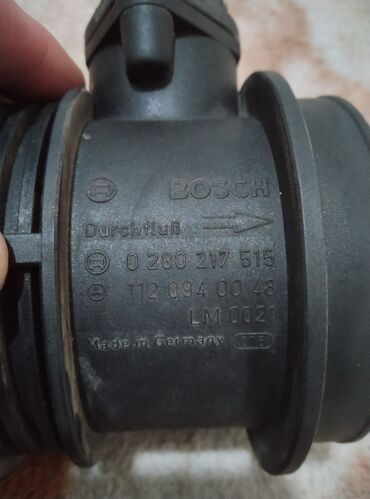 BOSCH
Durchfluß
0 280 217 515
112 094 00 48
LM 0021
Made in Germany